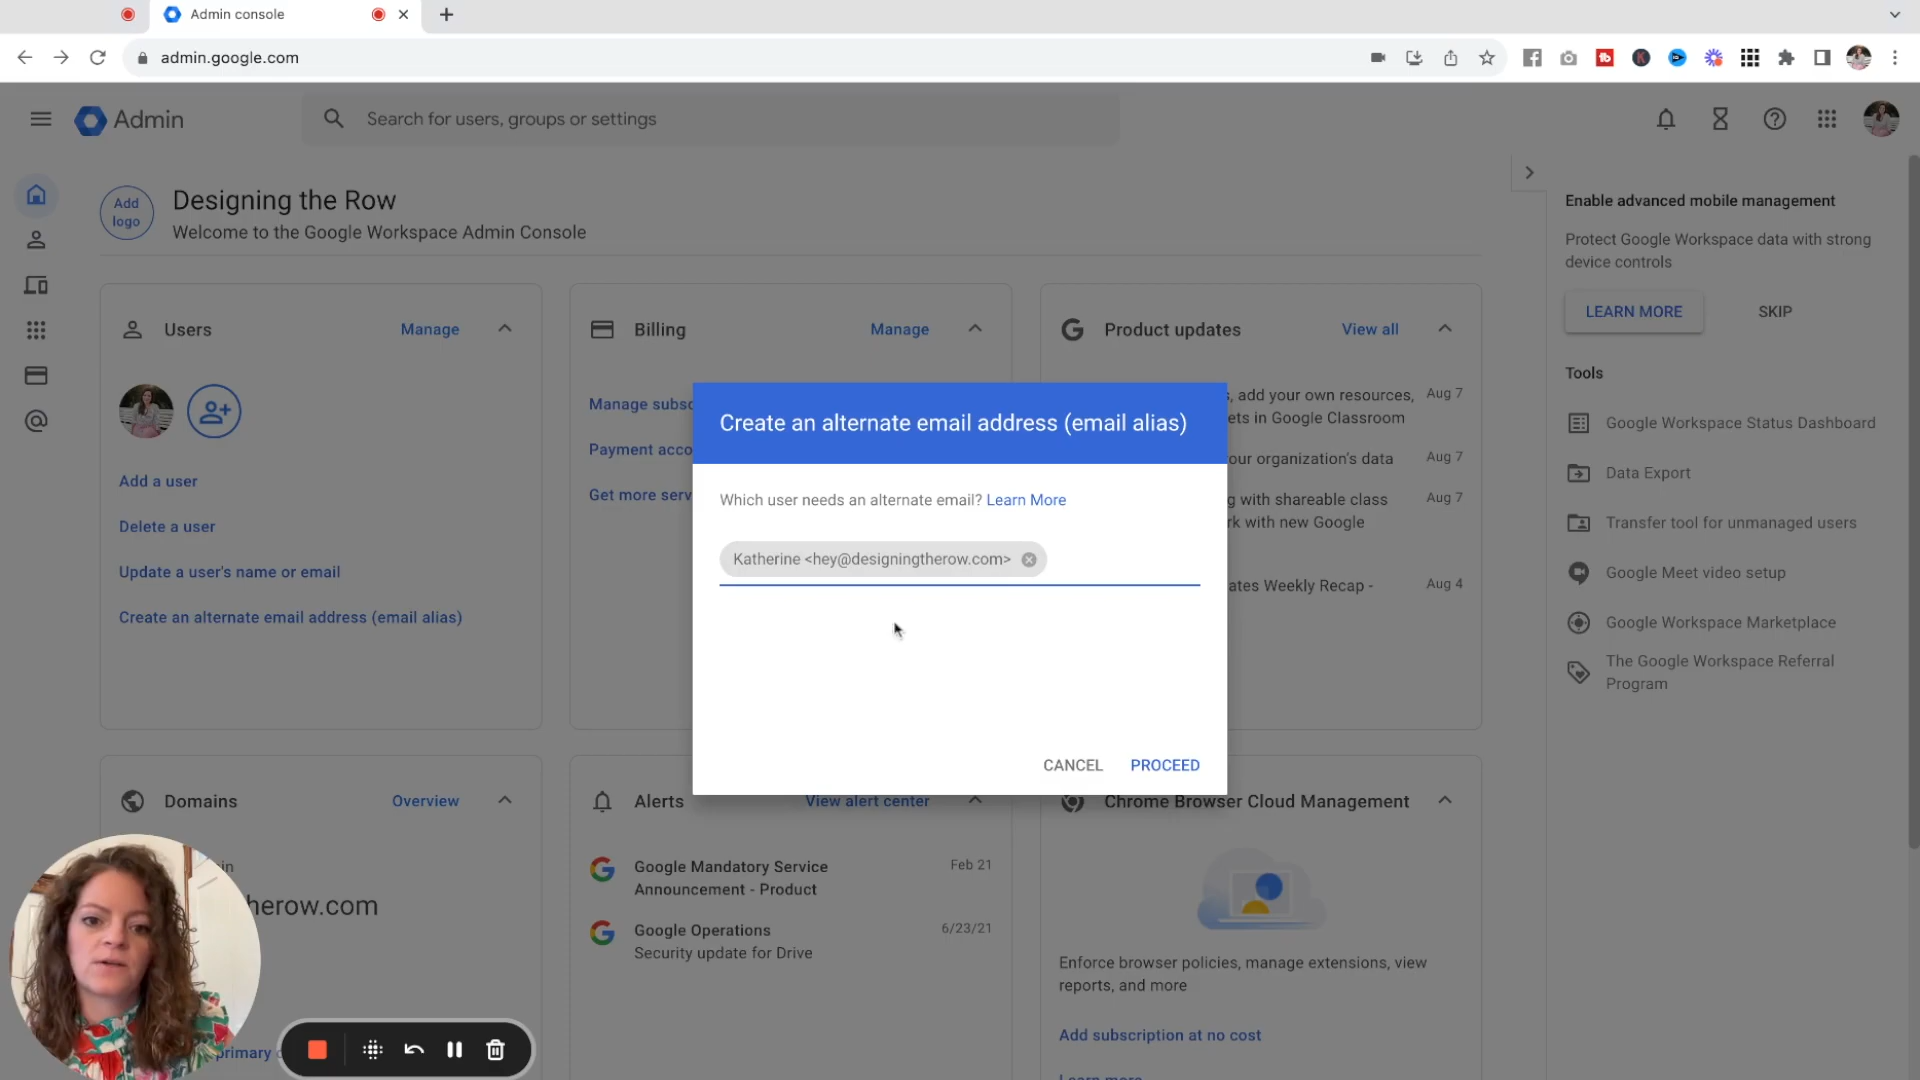 Admin console
admin.google.com
Admin
Search for users, groups or settings
Add
logo
Designing the Row
Welcome to the Google Workspace Admin Console
Enable advanced mobile management
Protect Google Workspace data with strong
device controls
LEARN MORE
SKIP
Users
Manage
Billing
Manage
Product updates
View all
Add a user
Delete a user
Update a user's name or email
Create an alternate email address (email alias)
Manage
Payment
Get more
, add your own resources,
Aug 7
ets in Google Classroom
our organization's data
Aug 7
g with shareable class
Aug 7
rk with new Google
ates Weekly Recap -
Aug 4
Create an alternate email address (email alias)
Which user needs an alternate email? Learn More
Katherine <hey@designingtherow.com>
CANCEL
PROCEED
Tools
Google Workspace Status Dashboard
Data Export
Transfer tool for unmanaged users
Google Meet video setup
Google Workspace Marketplace
The Google Workspace Referral
Program
Domains
Overview
in
herow.com
primary
Alerts
View alert center
Google Mandatory Service
Feb 21
Announcement - Product
Google Operations
6/23/21
Security update for Drive
Chrome Browser Cloud Management
Enforce browser policies, manage extensions, view
reports, and more
Add subscription at no cost
Learn more